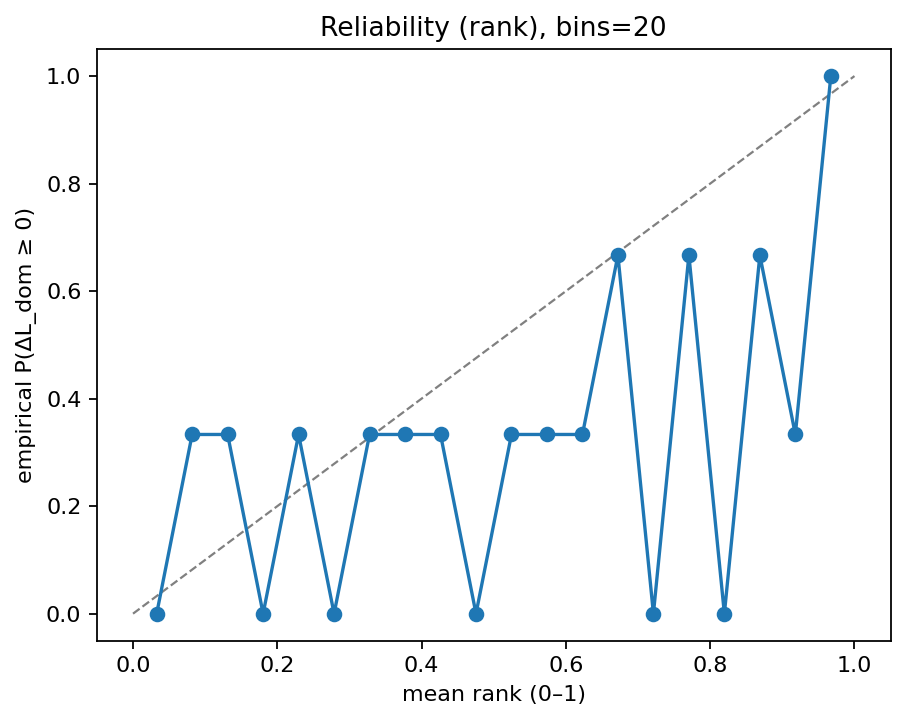 Reliability (rank), bins=20
empirical P(ΔL_dom ≥ 0)
1.0
0.8
0.6
0.4
0.2
0.0
0.0 0.2 0.4 0.6 0.8 1.0
mean rank (0–1)